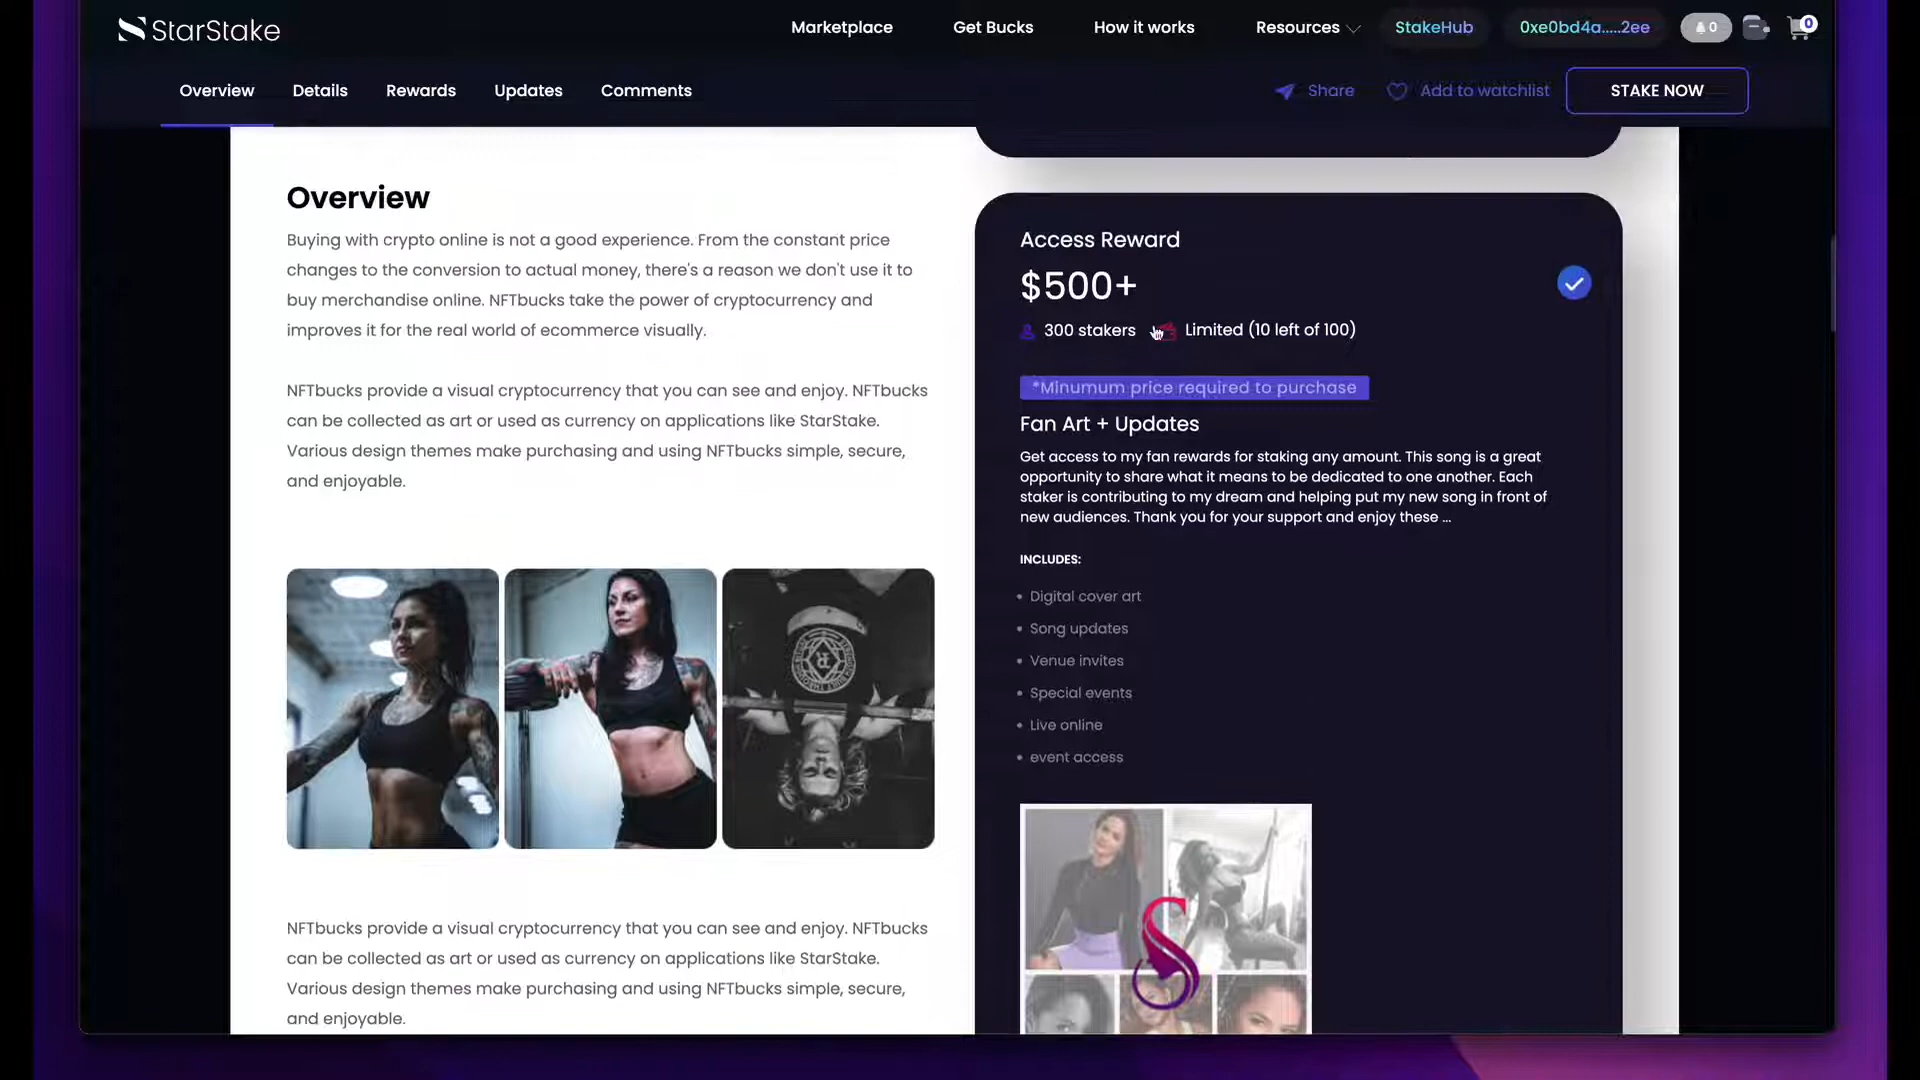 StarStake
Marketplace
Get Bucks
How it works
Resources
StakeHub
0xe0bd4a.....2ee
0
0
Overview
Details
Rewards
Updates
Comments
Share
Add to watchlist
STAKE NOW
Overview
Buying with crypto online is not a good experience. From the constant price
changes to the conversion to actual money, there's a reason we don't use it to
buy merchandise online. NFTbucks take the power of cryptocurrency and
improves it for the real world of ecommerce visually.
NFTbucks provide a visual cryptocurrency that you can see and enjoy. NFTbucks
can be collected as art or used as currency on applications like StarStake.
Various design themes make purchasing and using NFTbucks simple, secure,
and enjoyable.
NFTbucks provide a visual cryptocurrency that you can see and enjoy. NFTbucks
can be collected as art or used as currency on applications like StarStake.
Various design themes make purchasing and using NFTbucks simple, secure,
and enjoyable.
Access Reward
$500+
300 stakers
Limited (10 left of 100)
*Minumum price required to purchase
Fan Art + Updates
Get access to my fan rewards for staking any amount. This song is a great
opportunity to share what it means to be dedicated to one another. Each
staker is contributing to my dream and helping put my new song in front of
new audiences. Thank you for your support and enjoy these ...
INCLUDES:
• Digital cover art
• Song updates
• Venue invites
• Special events
• Live online
• event access